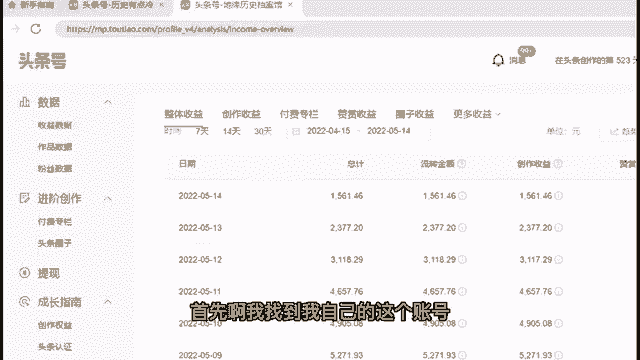 新手指南 头条号-历史有点冷 × 头条号-地摊历史档案馆 ×
https://mp.toutiao.com/profile_v4/analysis/income-overview
头条号 99+ 消息 在头条创作的第 523 天
数据
收益数据
作品数据
粉丝数据
进阶创作
付费专栏
头条圈子
提现
成长指南
创作权益
头条认证
整体收益 创作收益 付费专栏 赞赏收益 圈子收益 更多收益
时间 7天 14天 30天 2022-04-15 - 2022-05-14 单位:元
日期 总计 创作收益 赞赏
2022-05-14 1,561.46 1,561.46 1,561.46
2022-05-13 2,377.20 2,377.20 2,377.20
2022-05-12 3,118.29 3,118.29 3,118.29
2022-05-11 4,657.76 4,657.76 4,657.76
2022-05-10 4,905.08 4,905.08 4,905.08
2022-05-09 5,271.93 5,271.93 5,271.93
首先啊我找到我自己的这个账号